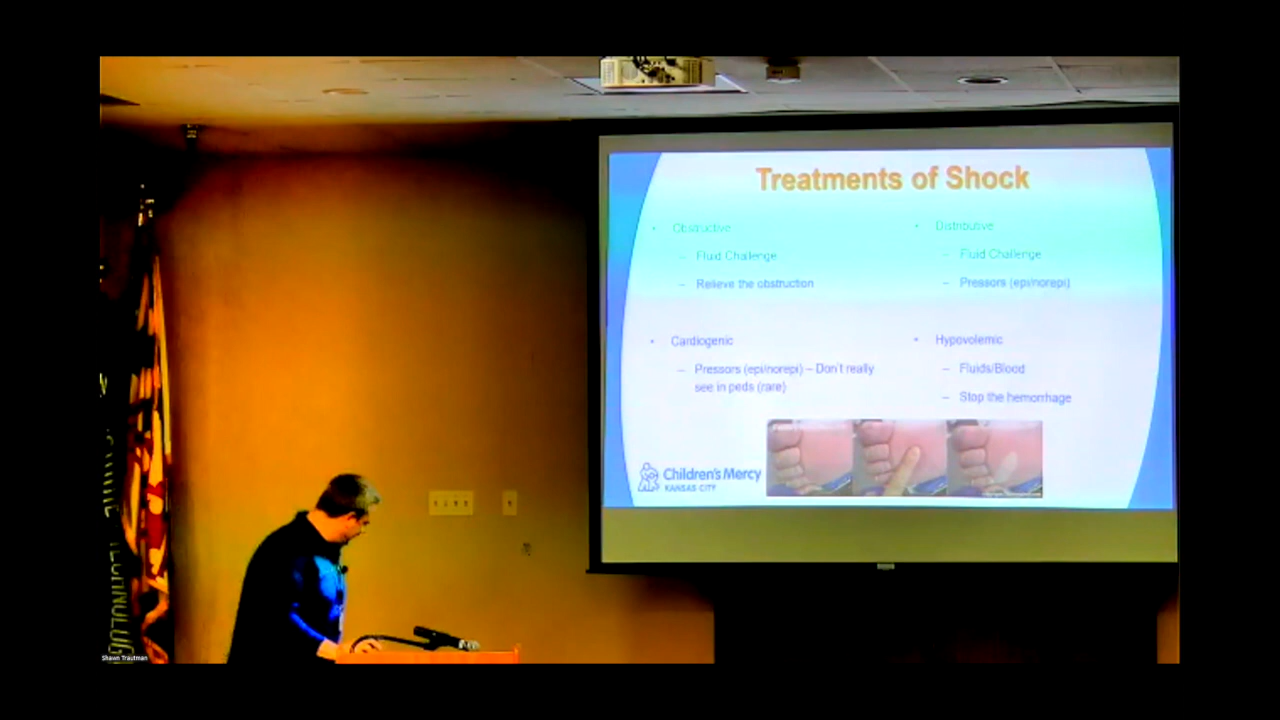 Treatments of Shock
• Obstructive
– Fluid Challenge
– Relieve the obstruction
• Cardiogenic
– Pressors (epi/norepi) – Don't really
see in peds (rare)
• Distributive
– Fluid Challenge
– Pressors (epi/norepi)
• Hypovolemic
– Fluids/Blood
– Stop the hemorrhage
Children's Mercy
KANSAS CITY
Shawn Trautman